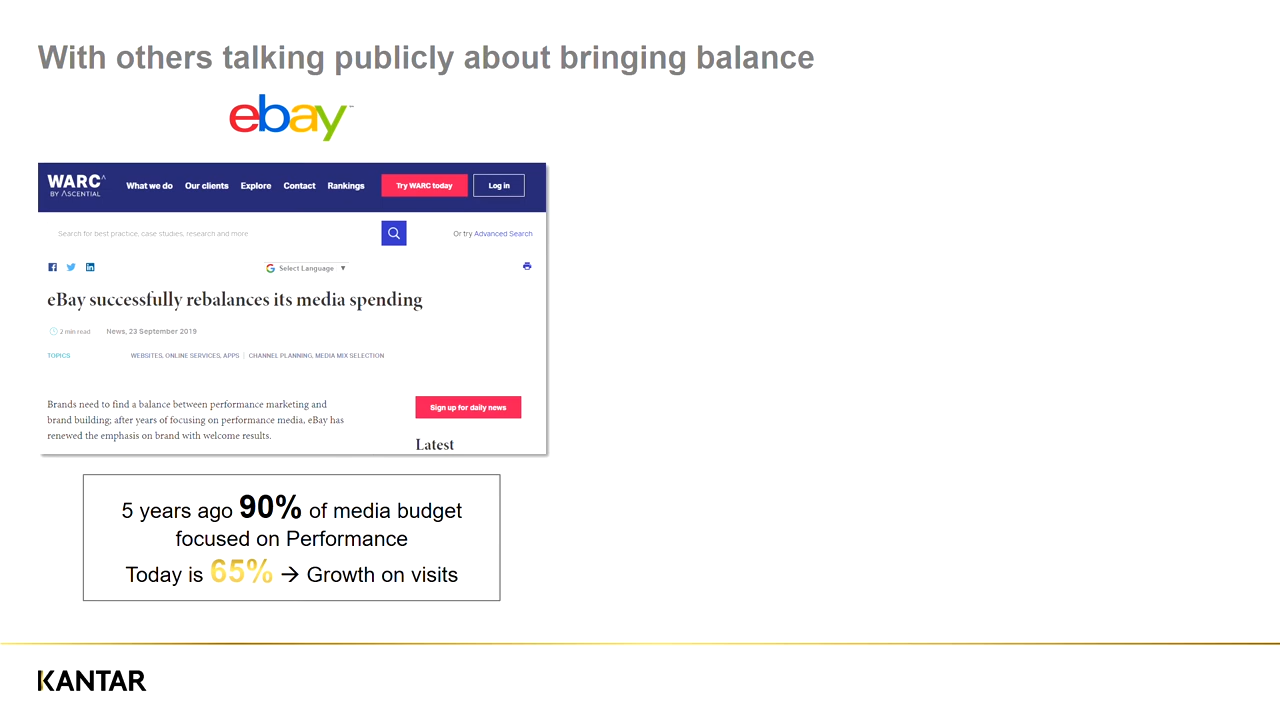 With others talking publicly about bringing balance
ebay™
WARC^
BY ASCENTIAL
What we do Our clients Explore Contact Rankings Try WARC today Log in
Search for best practice, case studies, research and more
Or try Advanced Search
Select Language ▼
eBay successfully rebalances its media spending
2 min read News, 23 September 2019
TOPICS WEBSITES, ONLINE SERVICES, APPS | CHANNEL PLANNING, MEDIA MIX SELECTION
Brands need to find a balance between performance marketing and
brand building; after years of focusing on performance media, eBay has
renewed the emphasis on brand with welcome results.
Sign up for daily news
Latest
5 years ago 90% of media budget
focused on Performance
Today is 65% → Growth on visits
KANTAR